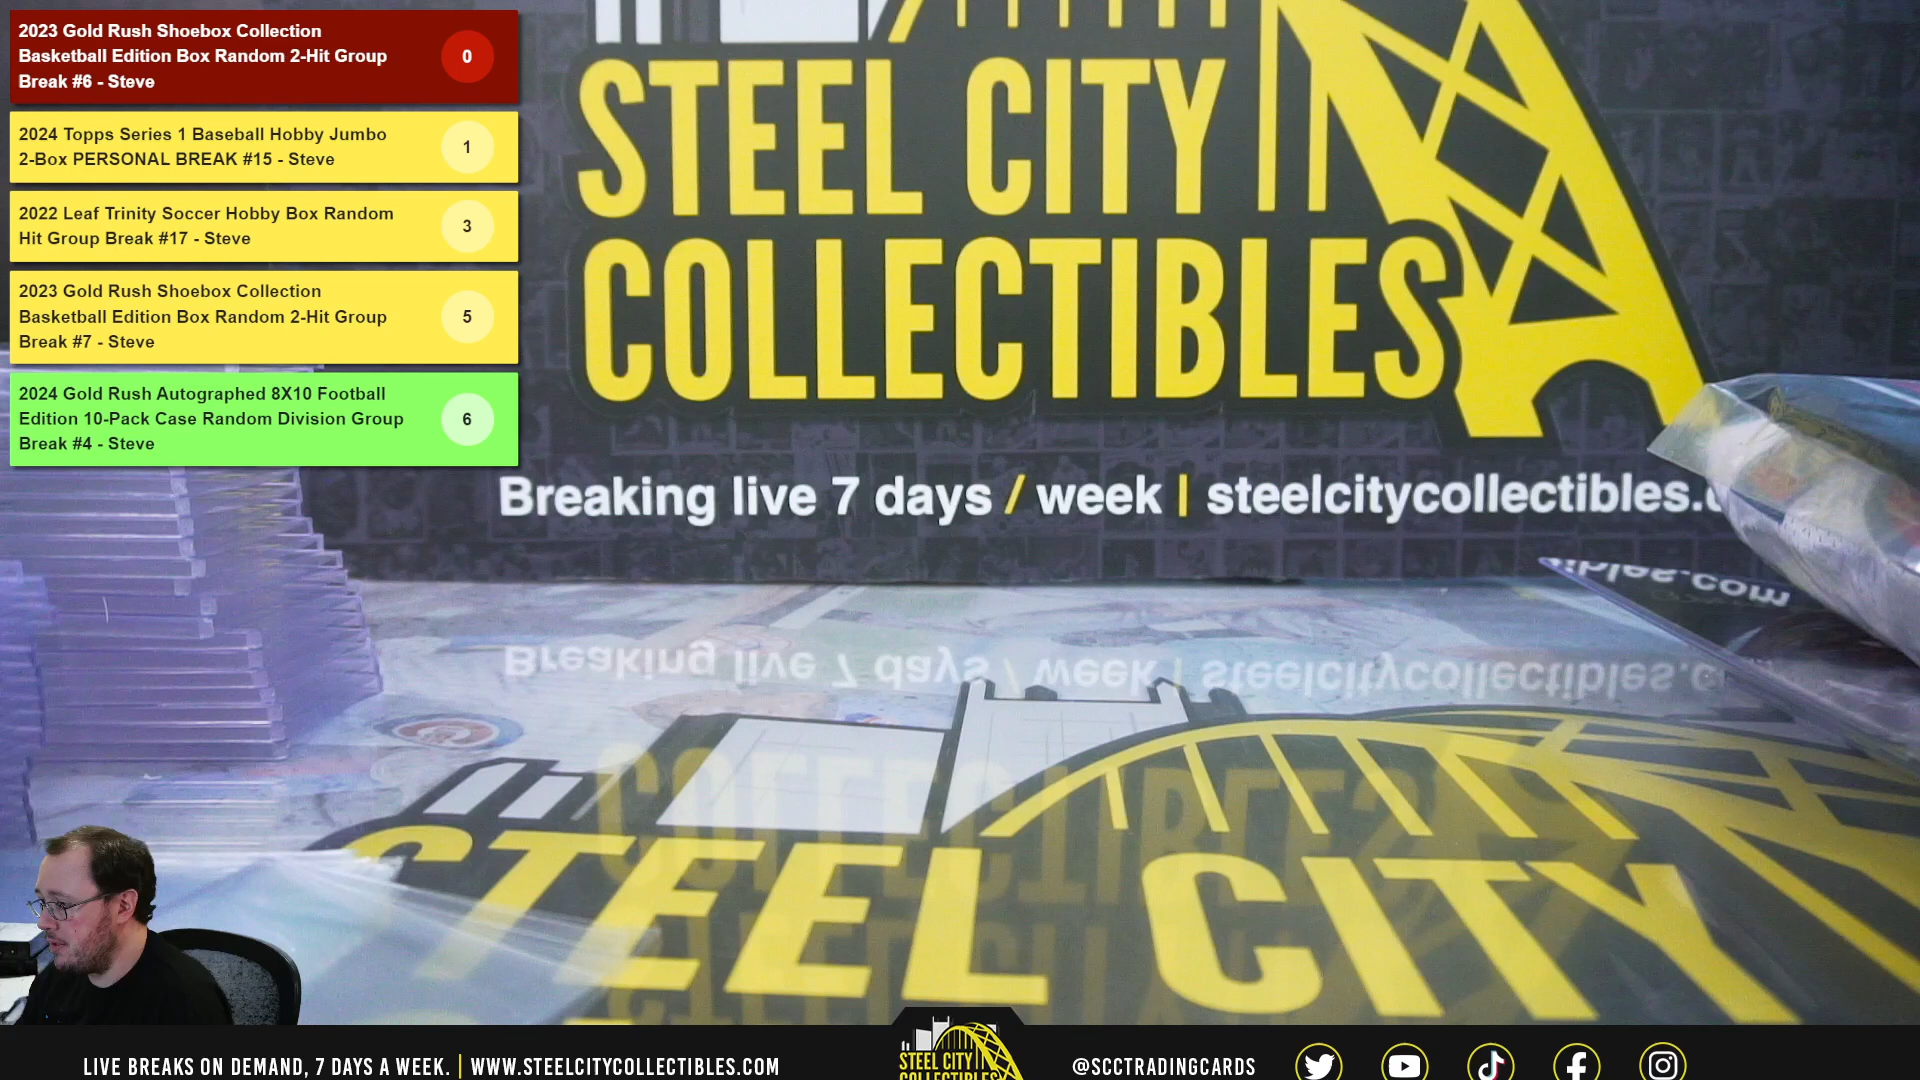 2023 Gold Rush Shoebox Collection
Basketball Edition Box Random 2-Hit Group
Break #6 - Steve
0
2024 Topps Series 1 Baseball Hobby Jumbo
2-Box PERSONAL BREAK #15 - Steve
1
2022 Leaf Trinity Soccer Hobby Box Random
Hit Group Break #17 - Steve
3
2023 Gold Rush Shoebox Collection
Basketball Edition Box Random 2-Hit Group
Break #7 - Steve
5
2024 Gold Rush Autographed 8X10 Football
Edition 10-Pack Case Random Division Group
Break #4 - Steve
6
STEEL CITY
COLLECTIBLES
Breaking live 7 days / week | steelcitycollectibles.
ibles.com
STEEL CITY
LIVE BREAKS ON DEMAND, 7 DAYS A WEEK. | WWW.STEELCITYCOLLECTIBLES.COM
STEEL CITY
COLLECTIBLES
@SCCTRADINGCARDS